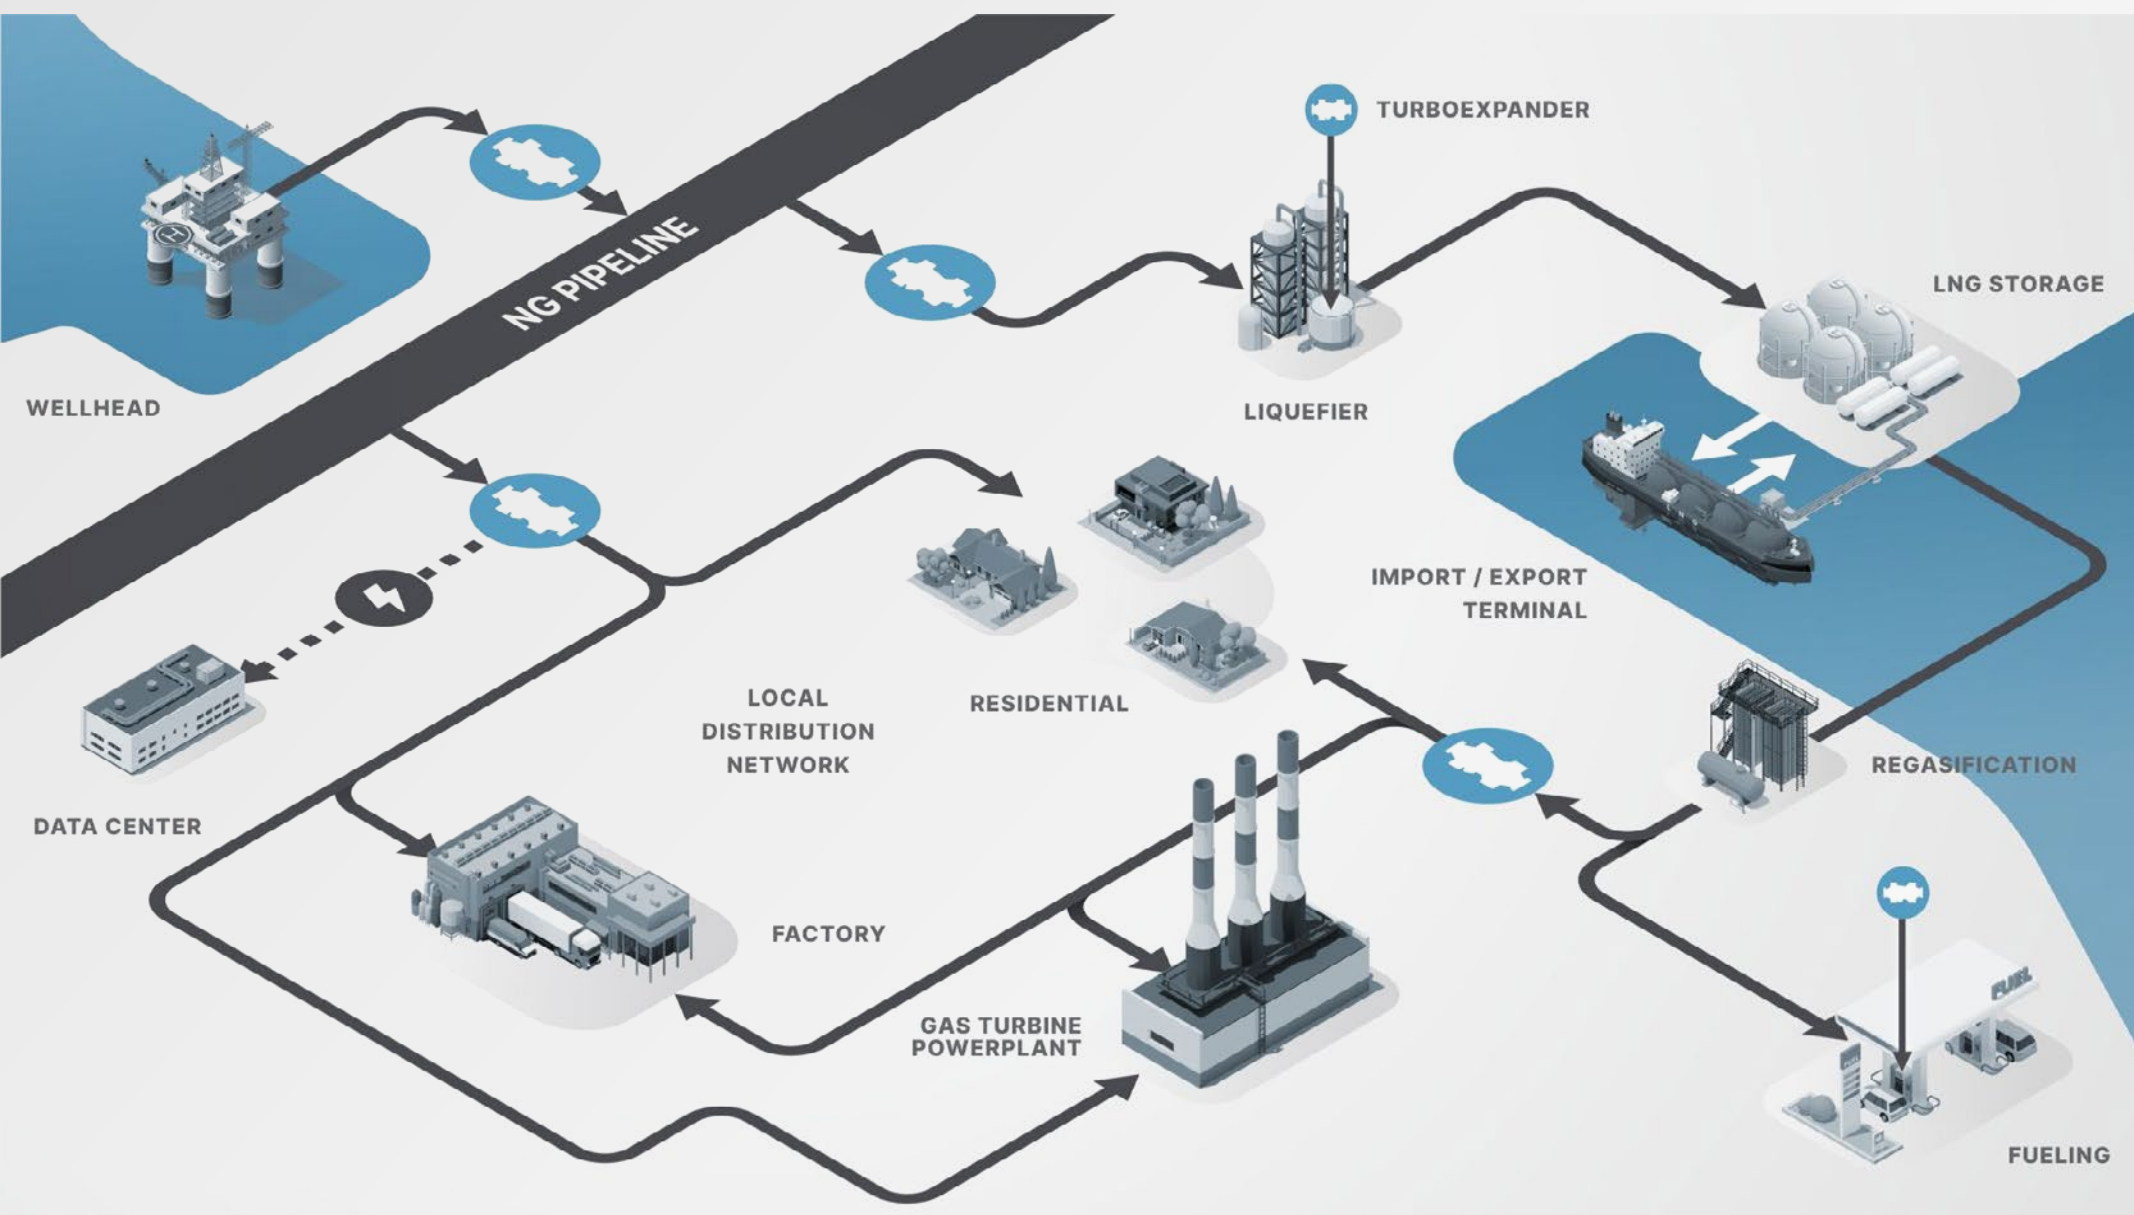 TURBOEXPANDER
NG PIPELINE
LNG STORAGE
WELLHEAD
LIQUEFIER
IMPORT / EXPORT
TERMINAL
LOCAL
DISTRIBUTION
NETWORK
RESIDENTIAL
REGASIFICATION
DATA CENTER
FACTORY
GAS TURBINE
POWERPLANT
FUEL
FUEL
FUELING
H